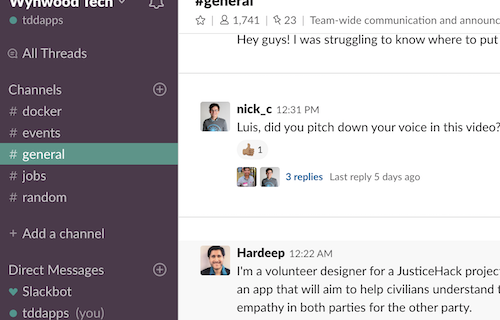 Wynwood Tech
tddapps
All Threads
Channels
# docker
# events
# general
# jobs
# random
+ Add a channel
Direct Messages
Slackbot
tddapps (you)
#general
1,741 | 23 | Team-wide communication and announc
Hey guys! I was struggling to know where to put
nick_c 12:31 PM
Luis, did you pitch down your voice in this video?
1
3 replies Last reply 5 days ago
Hardeep 12:22 AM
I'm a volunteer designer for a JusticeHack projec
an app that will aim to help civilians understand t
empathy in both parties for the other party.